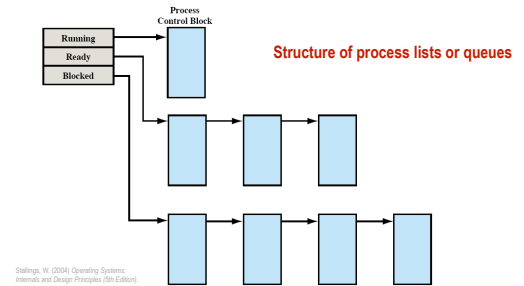 Process
Control Block
Running
Ready
Blocked
Structure of process lists or queues
Stallings, W. (2004) Operating Systems:
Internals and Design Principles (5th Edition).